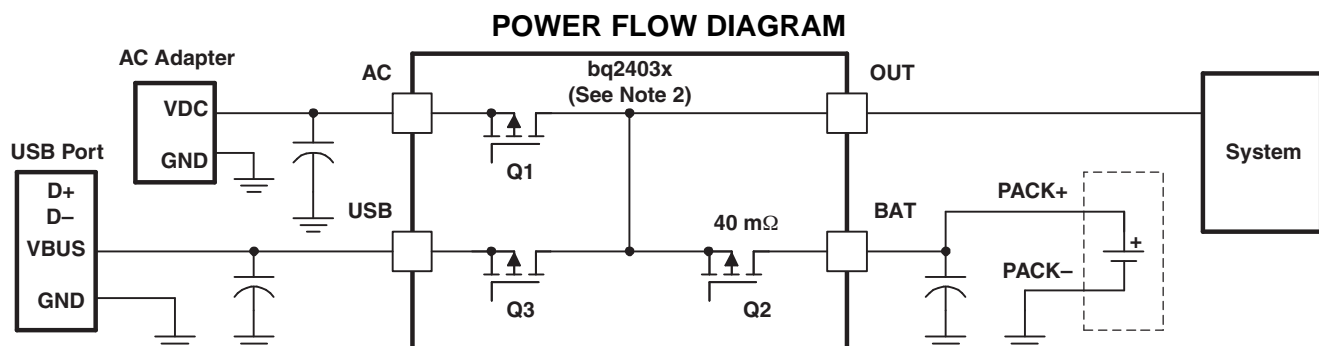 POWER FLOW DIAGRAM
AC Adapter
VDC
GND
AC
bq2403x
(See Note 2)
OUT
Q1
System
USB Port
D+
D–
VBUS
GND
USB
Q3
40 mΩ
Q2
BAT
PACK+
+
PACK–